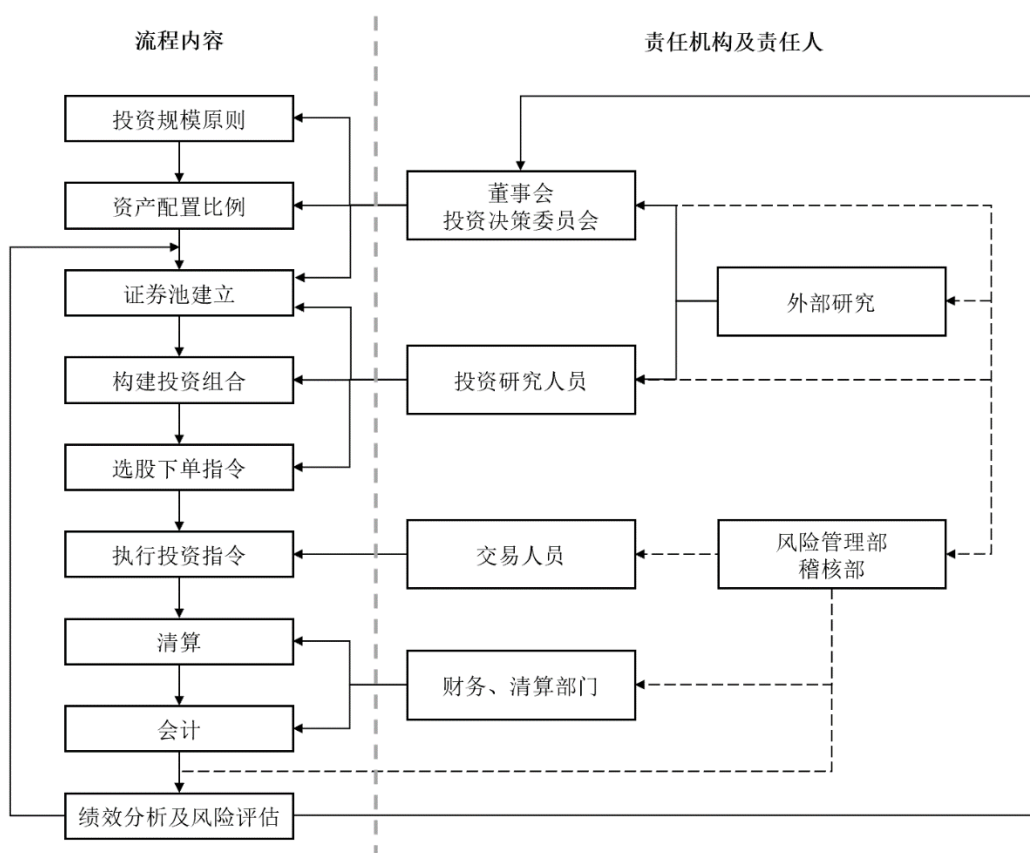 流程内容
责任机构及责任人
投资规模原则
资产配置比例
董事会
投资决策委员会
证券池建立
外部研究
构建投资组合
投资研究人员
选股下单指令
执行投资指令
交易人员
风险管理部
稽核部
清算
财务、清算部门
会计
绩效分析及风险评估